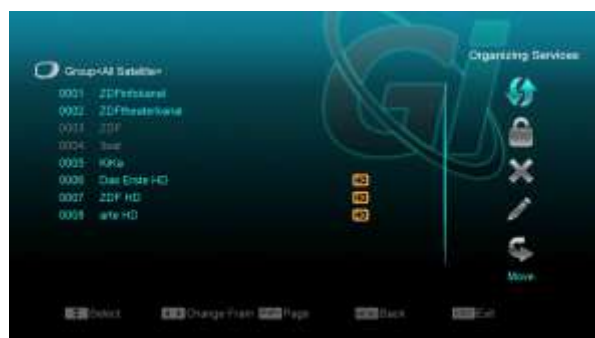 Organizing Services
Group<All Satellite>
0001 ZDFinfokanal
0002 ZDFtheaterkanal
0003 ZDF
0004 3sat
0005 KiKa
0006 Das Erste HD HD
0007 ZDF HD HD
0008 arte HD HD
Move
Select Change Fram Page Back Exit